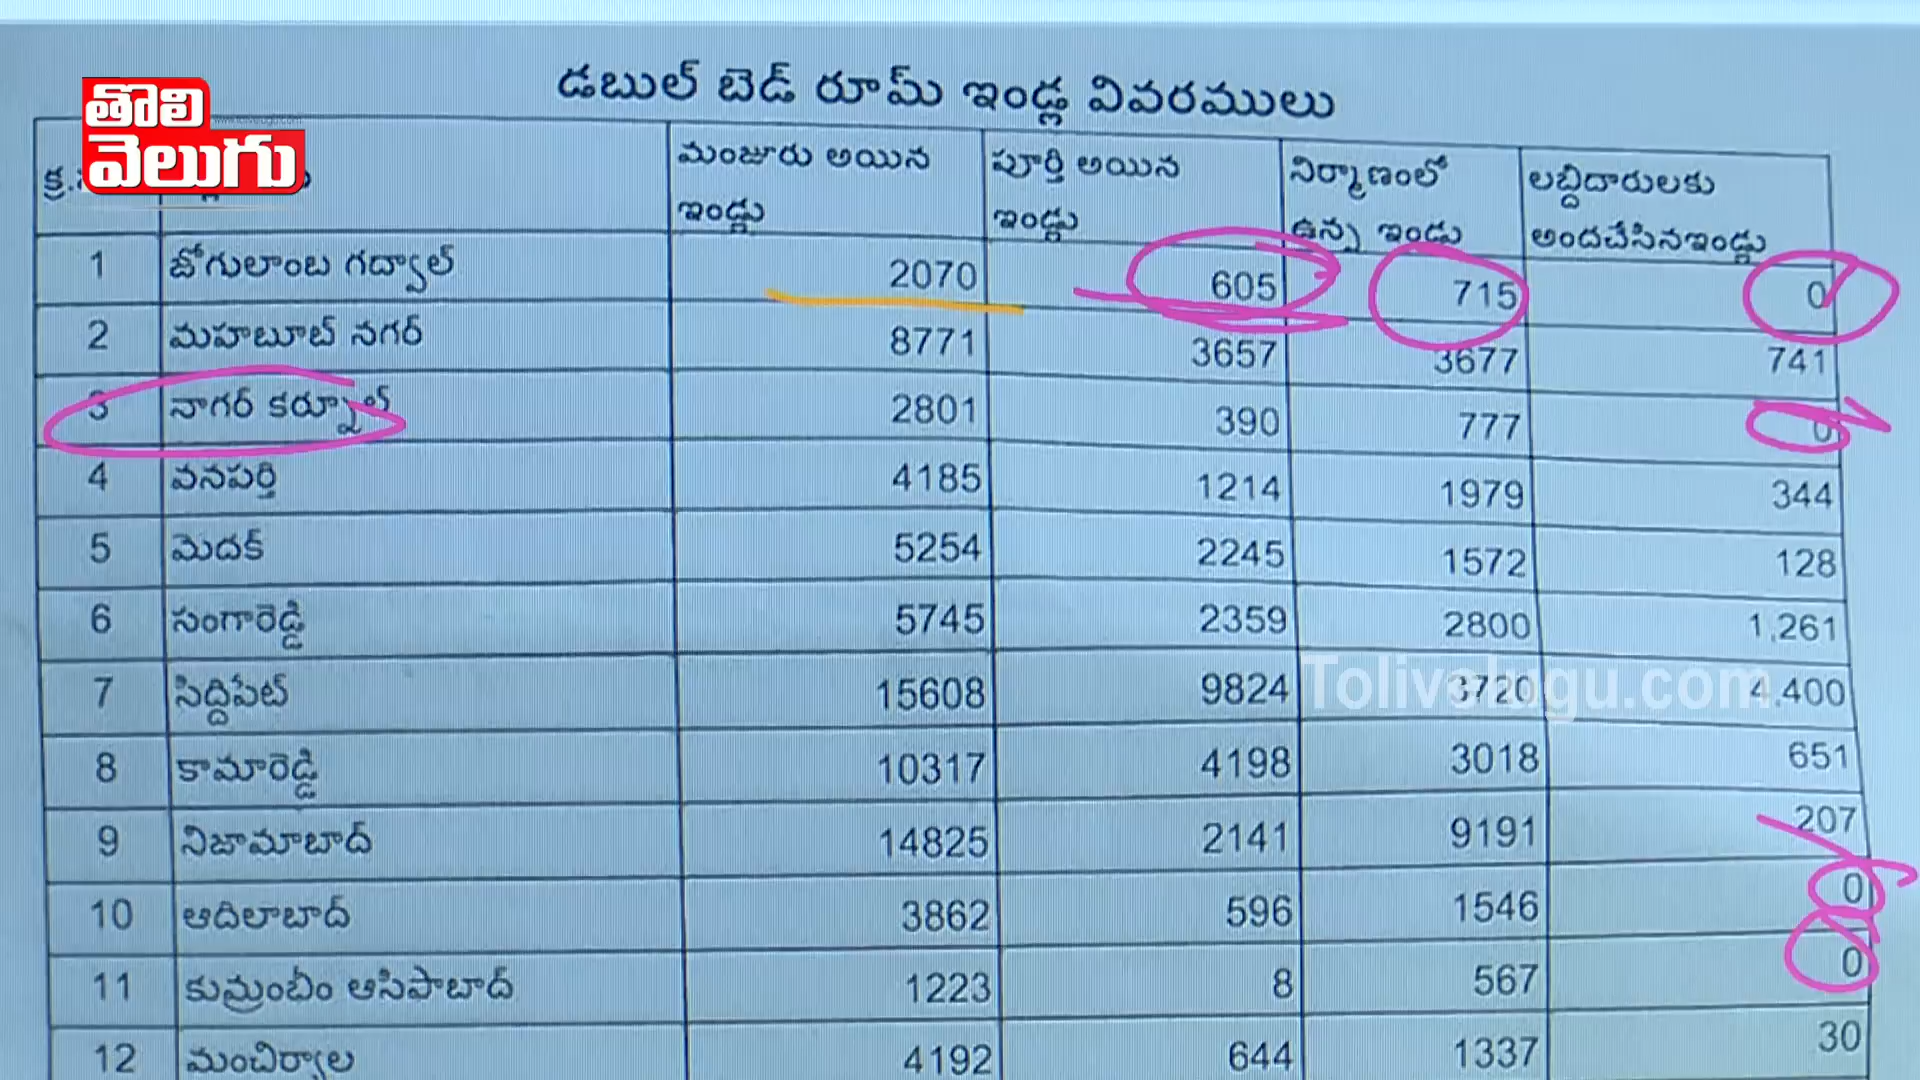 డబుల్ బెడ్ రూమ్ ఇండ్ల వివరములు
తొలి
వెలుగు
www.tolivelugu.com
మంజూరు అయిన ఇండ్లు
పూర్తి అయిన ఇండ్లు
నిర్మాణంలో ఉన్న ఇండ్లు
లబ్దిదారులకు అందచేసినఇండ్లు
1 జోగులాంబ గద్వాల్ 2070 605 715 0
2 మహబూబ్ నగర్ 8771 3657 3677 741
3 నాగర్ కర్నూల్ 2801 390 777 0
4 వనపర్తి 4185 1214 1979 344
5 మెదక్ 5254 2245 1572 128
6 సంగారెడ్డి 5745 2359 2800 1,261
7 సిద్దిపేట్ 15608 9824 3720 4,400
Tolivelugu.com
8 కామారెడ్డి 10317 4198 3018 651
9 నిజామాబాద్ 14825 2141 9191 207
10 ఆదిలాబాద్ 3862 596 1546 0
11 కుమ్రంభీం ఆసిఫాబాద్ 1223 8 567 0
12 మంచిర్యాల 4192 644 1337 30